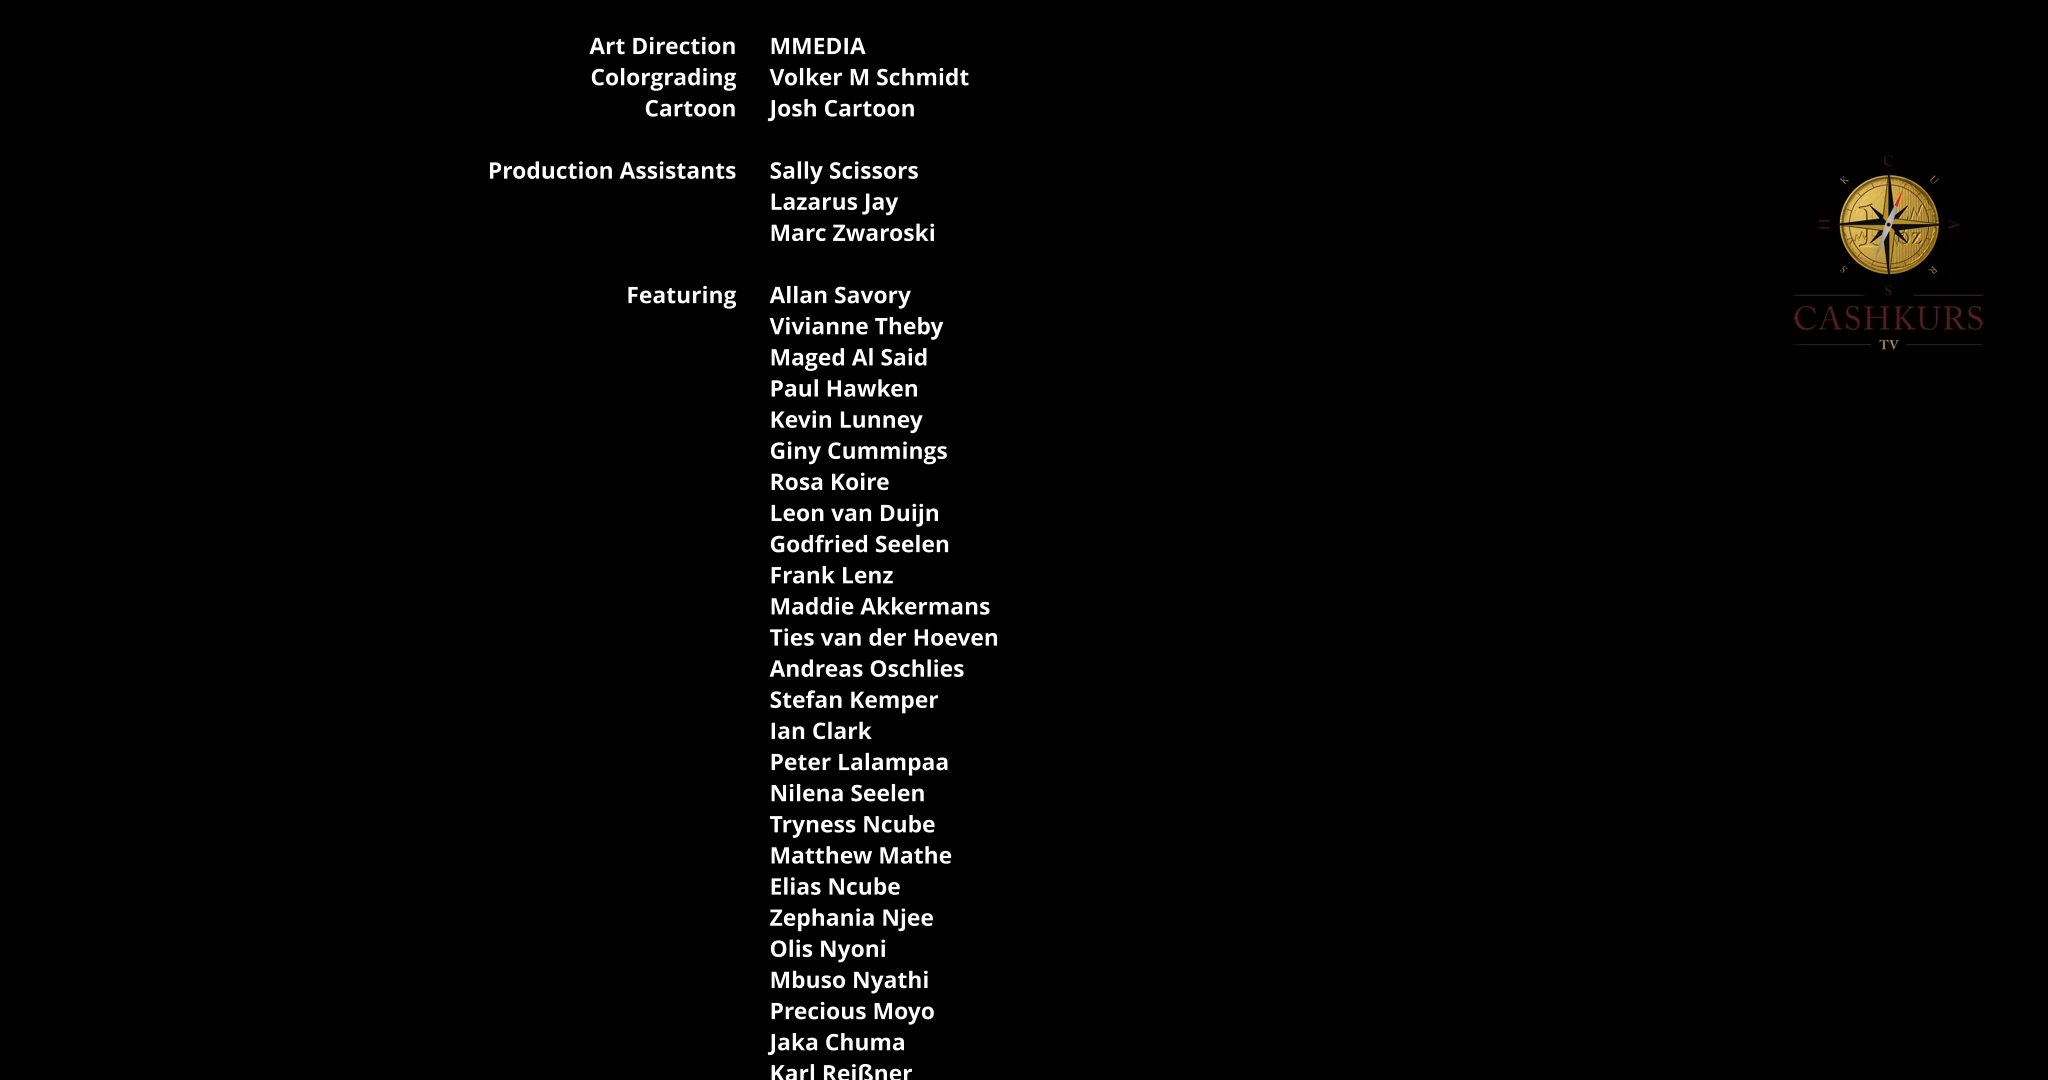 Art Direction MMEDIA
Colorgrading Volker M Schmidt
Cartoon Josh Cartoon
Production Assistants Sally Scissors
Lazarus Jay
Marc Zwaroski
Featuring Allan Savory
Vivianne Theby
Maged Al Said
Paul Hawken
Kevin Lunney
Giny Cummings
Rosa Koire
Leon van Duijn
Godfried Seelen
Frank Lenz
Maddie Akkermans
Ties van der Hoeven
Andreas Oschlies
Stefan Kemper
Ian Clark
Peter Lalampaa
Nilena Seelen
Tryness Ncube
Matthew Mathe
Elias Ncube
Zephania Njee
Olis Nyoni
Mbuso Nyathi
Precious Moyo
Jaka Chuma
Karl Reißner
CASHKURS
TV